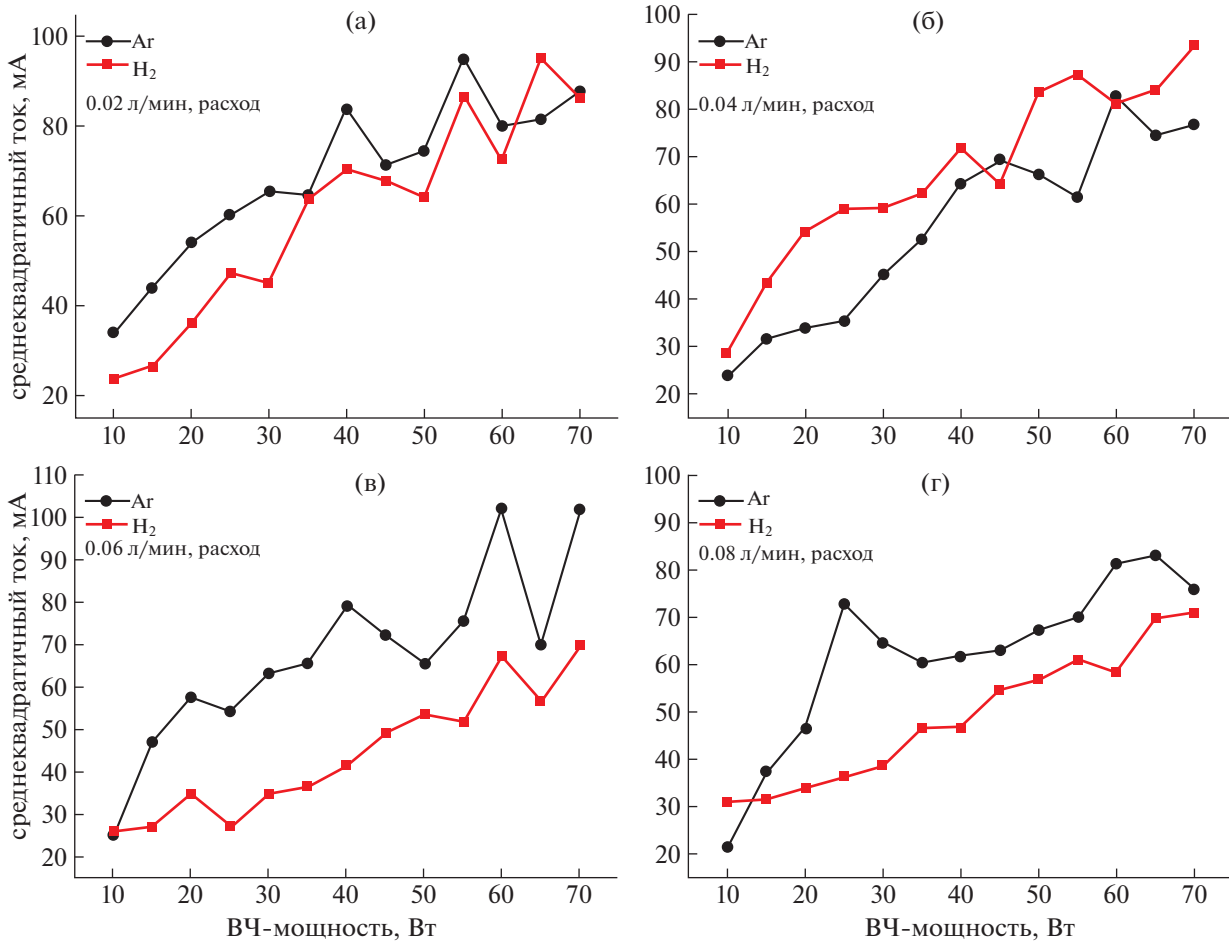 (а)
Ar
H₂
0.02 л/мин, расход
среднеквадратичный ток, мА
100
80
60
40
20
10 20 30 40 50 60 70
(б)
Ar
H₂
0.04 л/мин, расход
100
90
80
70
60
50
40
30
20
10 20 30 40 50 60 70
(в)
Ar
H₂
0.06 л/мин, расход
среднеквадратичный ток, мА
110
100
90
80
70
60
50
40
30
20
10 20 30 40 50 60 70
ВЧ-мощность, Вт
(г)
Ar
H₂
0.08 л/мин, расход
100
90
80
70
60
50
40
30
20
10 20 30 40 50 60 70
ВЧ-мощность, Вт